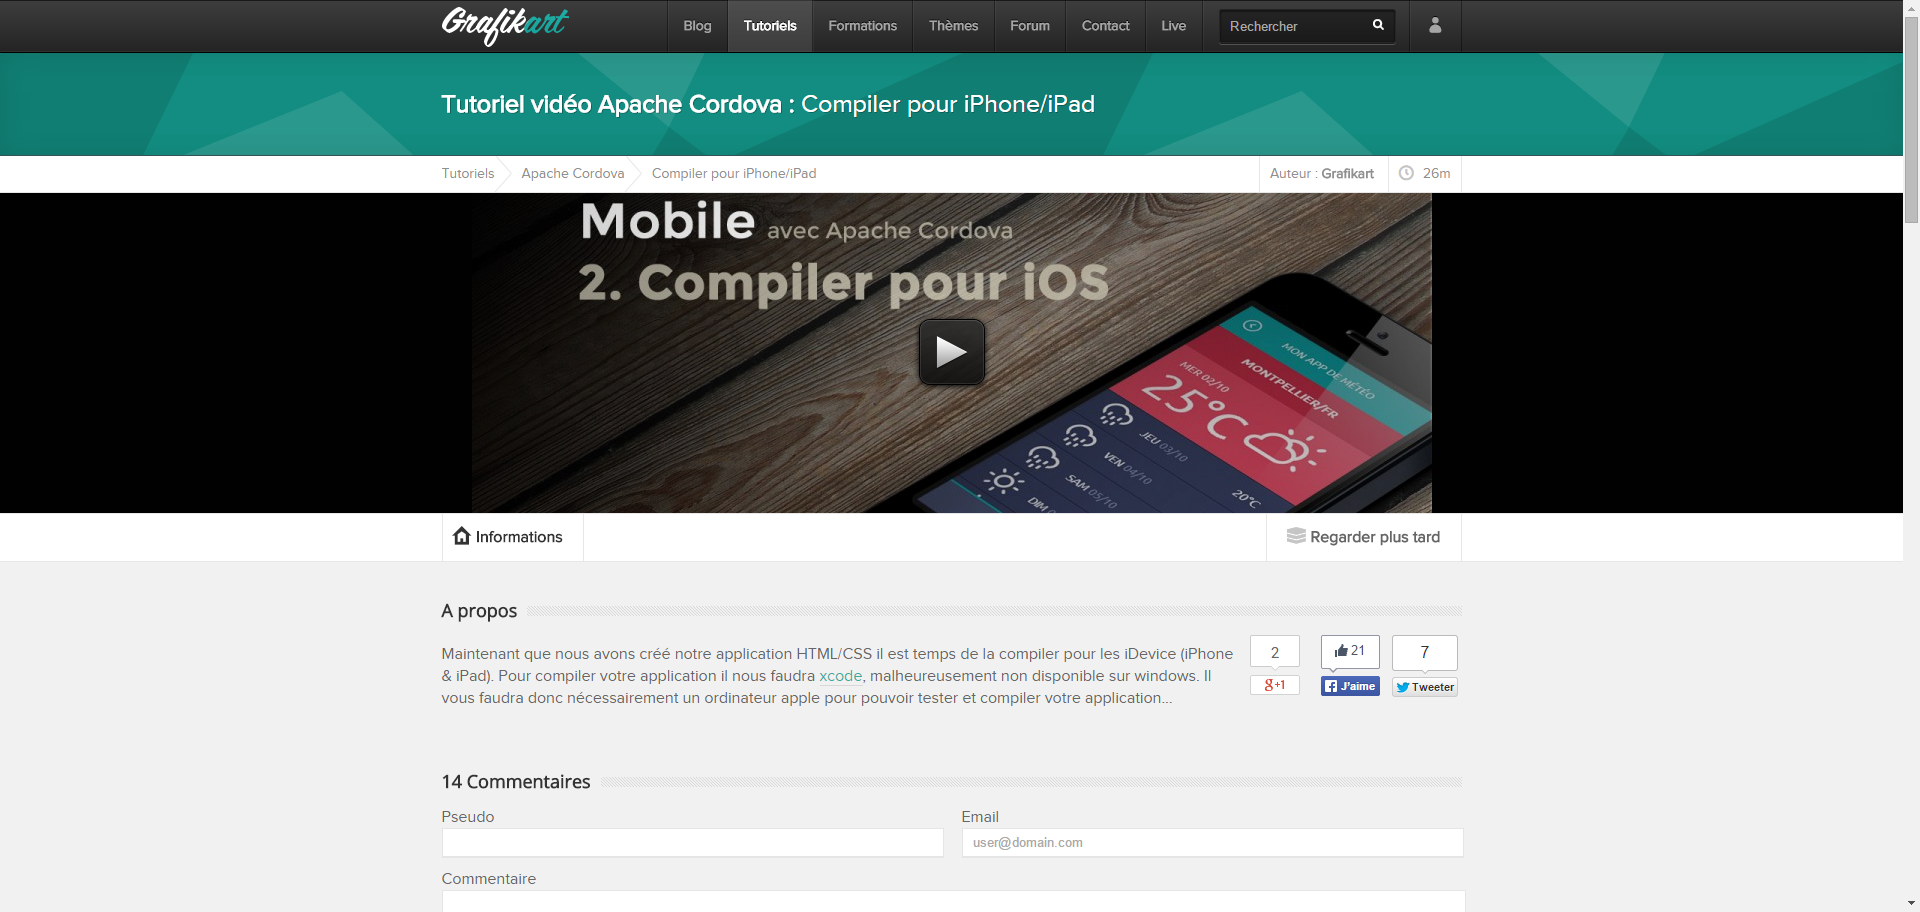 Grafikart
Blog
Tutoriels
Formations
Thèmes
Forum
Contact
Live
Rechercher
Tutoriel vidéo Apache Cordova : Compiler pour iPhone/iPad
Tutoriels
Apache Cordova
Compiler pour iPhone/iPad
Auteur : Grafikart
26m
Mobile avec Apache Cordova
2. Compiler pour iOS
MON APP DE MÉTÉO
MONTPELLIER/FR
MER 02/10
25°C
JEU 03/10
VEN 04/10
SAM 05/10
20°C
DIM
Informations
Regarder plus tard
A propos
Maintenant que nous avons créé notre application HTML/CSS il est temps de la compiler pour les iDevice (iPhone
& iPad). Pour compiler votre application il nous faudra xcode, malheureusement non disponible sur windows. Il
vous faudra donc nécessairement un ordinateur apple pour pouvoir tester et compiler votre application...
2
21
7
g+1
J'aime
Tweeter
14 Commentaires
Pseudo
Email
user@domain.com
Commentaire